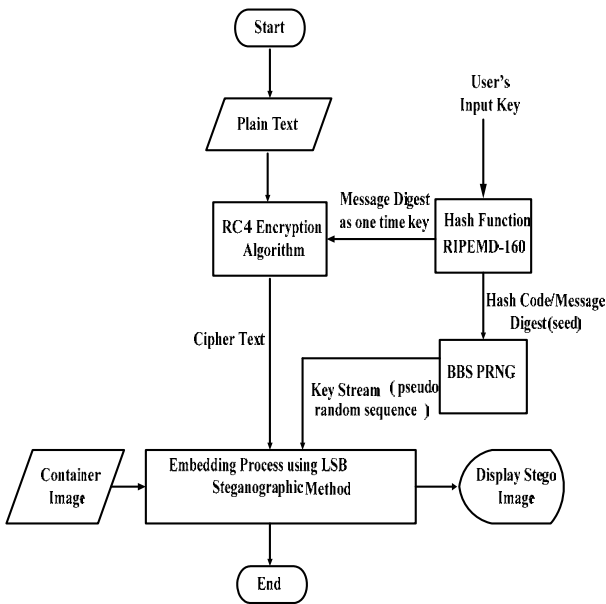 Start
User's
Input Key
Plain Text
Message Digest
as one time key
RC4 Encryption
Algorithm
Hash Function
RIPEMD-160
Hash Code/Message
Digest(seed)
Cipher Text
BBS PRNG
Key Stream ( pseudo
random sequence )
Container
Image
Embedding Process using LSB
Steganographic Method
Display Stego
Image
End